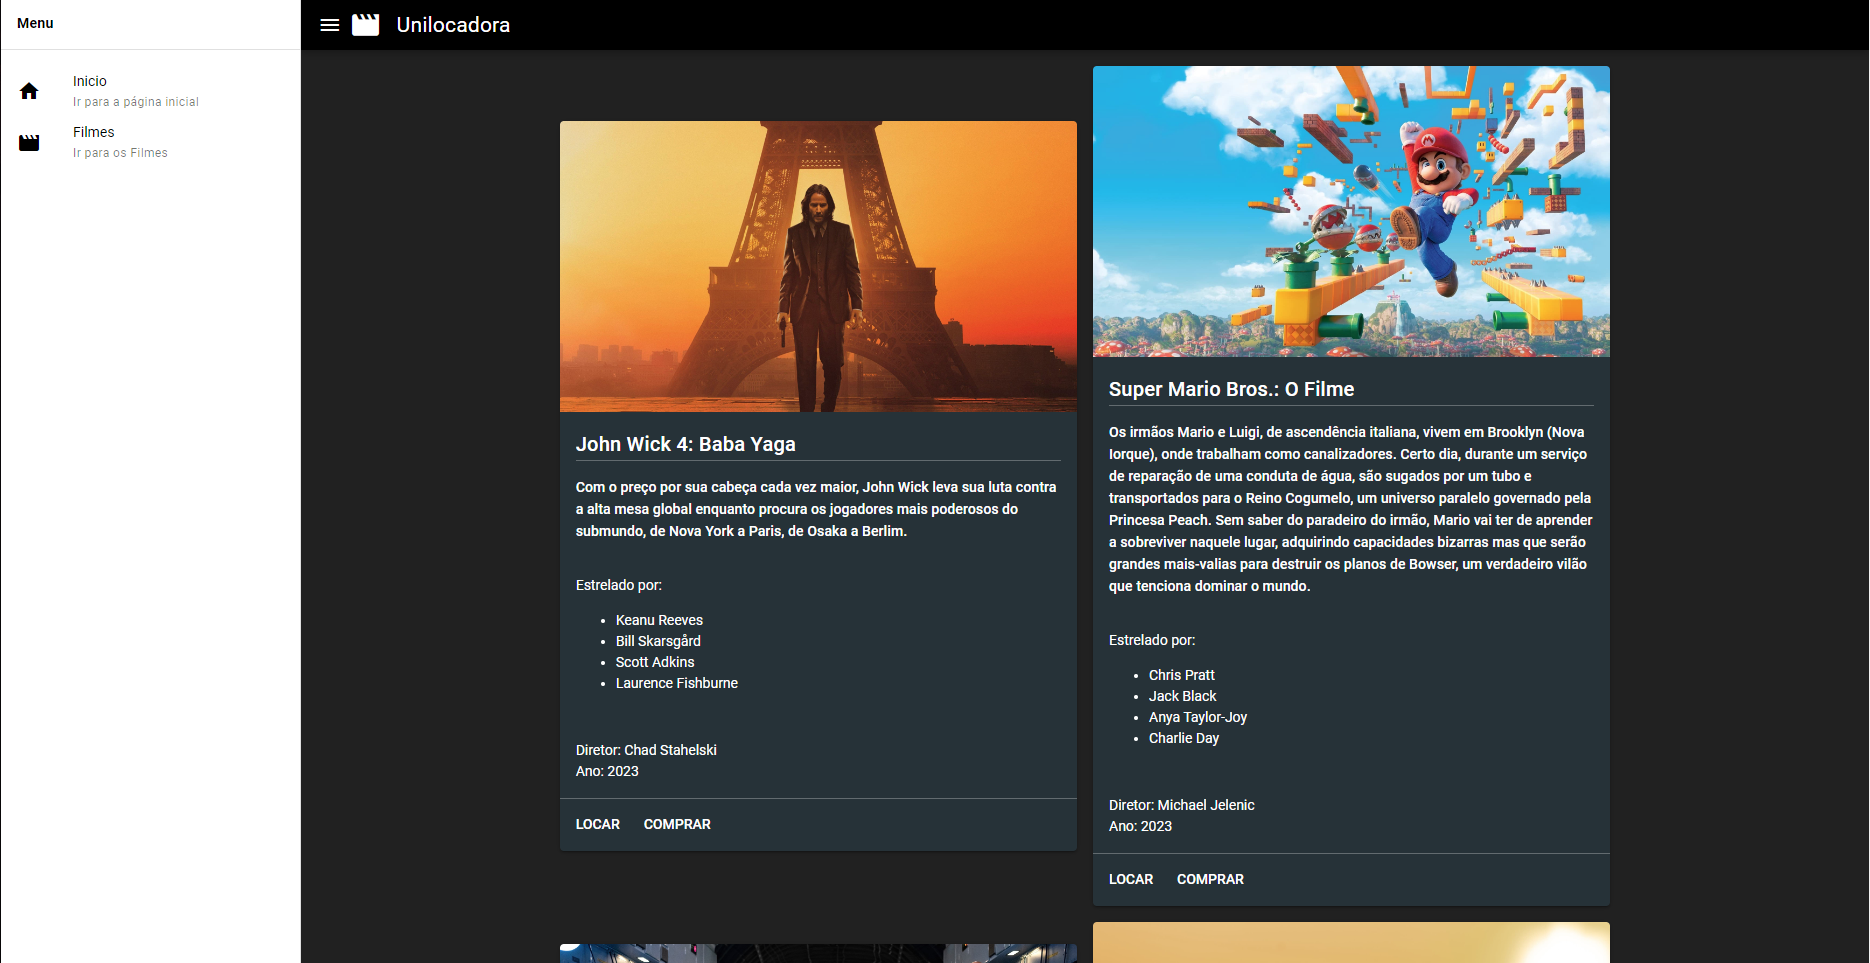 Menu
Inicio
Ir para a página inicial
Filmes
Ir para os Filmes
Unilocadora
John Wick 4: Baba Yaga
Com o preço por sua cabeça cada vez maior, John Wick leva sua luta contra
a alta mesa global enquanto procura os jogadores mais poderosos do
submundo, de Nova York a Paris, de Osaka a Berlim.
Estrelado por:
• Keanu Reeves
• Bill Skarsgård
• Scott Adkins
• Laurence Fishburne
Diretor: Chad Stahelski
Ano: 2023
LOCAR COMPRAR
Super Mario Bros.: O Filme
Os irmãos Mario e Luigi, de ascendência italiana, vivem em Brooklyn (Nova
Iorque), onde trabalham como canalizadores. Certo dia, durante um serviço
de reparação de uma conduta de água, são sugados por um tubo e
transportados para o Reino Cogumelo, um universo paralelo governado pela
Princesa Peach. Sem saber do paradeiro do irmão, Mario vai ter de aprender
a sobreviver naquele lugar, adquirindo capacidades bizarras mas que serão
grandes mais-valias para destruir os planos de Bowser, um verdadeiro vilão
que tenciona dominar o mundo.
Estrelado por:
• Chris Pratt
• Jack Black
• Anya Taylor-Joy
• Charlie Day
Diretor: Michael Jelenic
Ano: 2023
LOCAR COMPRAR